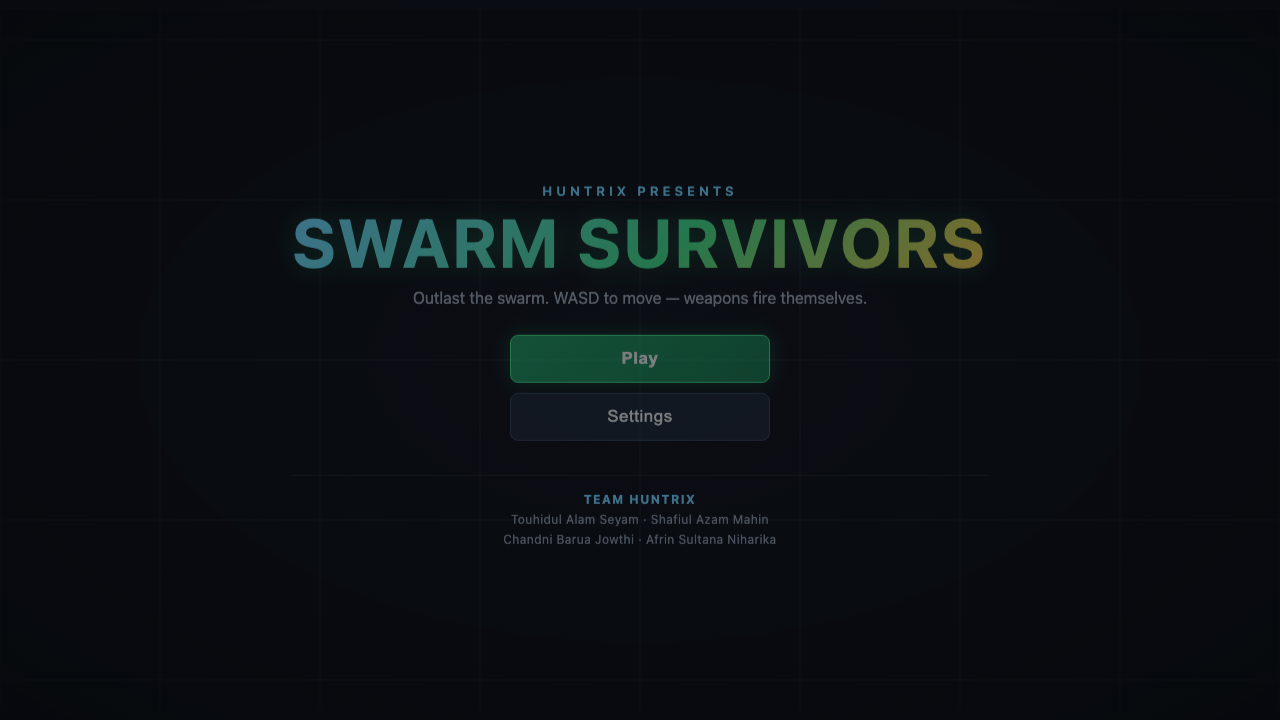 HUNTRIX PRESENTS
SWARM SURVIVORS
Outlast the swarm. WASD to move — weapons fire themselves.
Play
Settings
TEAM HUNTRIX
Touhidul Alam Seyam · Shafiul Azam Mahin
Chandni Barua Jowthi · Afrin Sultana Niharika